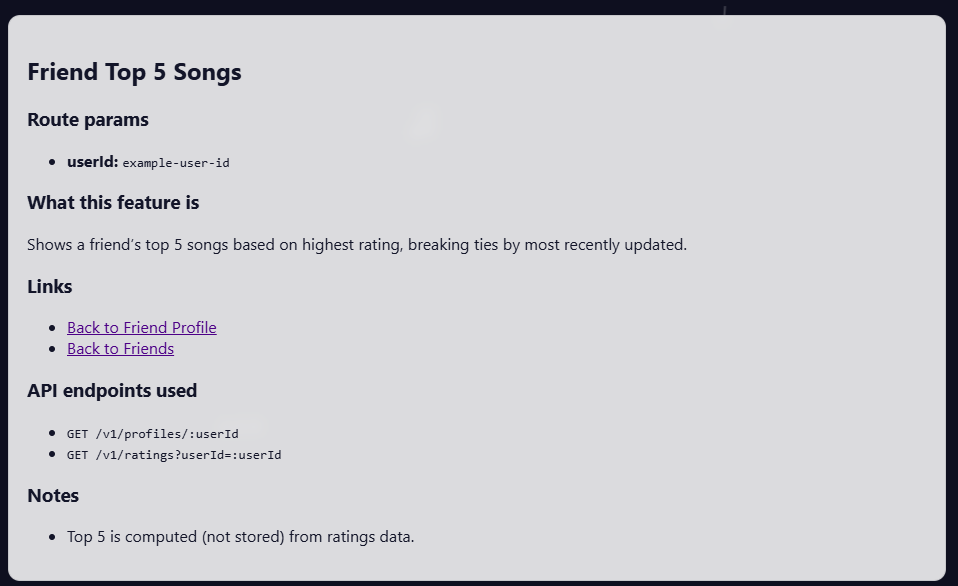 Friend Top 5 Songs
Route params
userId: example-user-id
What this feature is
Shows a friend’s top 5 songs based on highest rating, breaking ties by most recently updated.
Links
Back to Friend Profile
Back to Friends
API endpoints used
GET /v1/profiles/:userId
GET /v1/ratings?userId=:userId
Notes
Top 5 is computed (not stored) from ratings data.